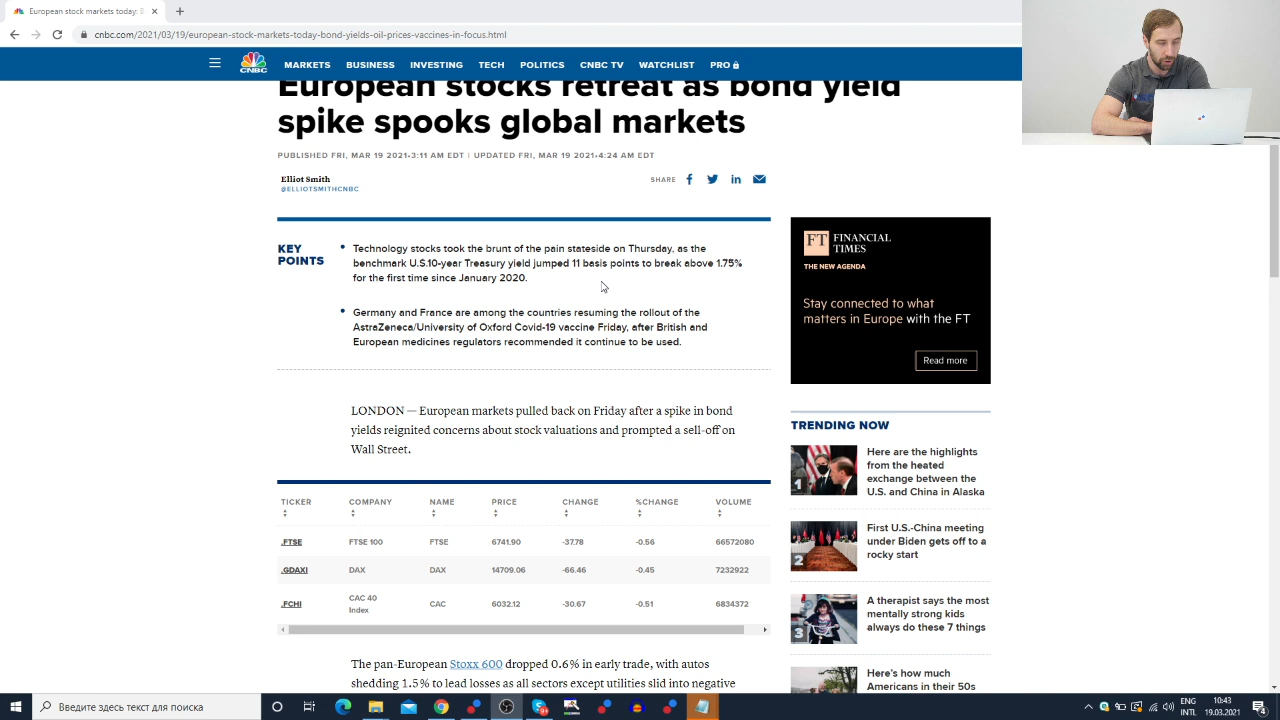 European stock markets today:
cnbc.com/2021/03/19/european-stock-markets-today-bond-yields-oil-prices-vaccines-in-focus.html
CNBC
MARKETS BUSINESS INVESTING TECH POLITICS CNBC TV WATCHLIST PRO
European stocks retreat as bond yield
spike spooks global markets
PUBLISHED FRI, MAR 19 2021•3:11 AM EDT | UPDATED FRI, MAR 19 2021•4:24 AM EDT
Elliot Smith
@ELLIOTSMITHCNBC
SHARE
KEY
POINTS
Technology stocks took the brunt of the pain stateside on Thursday, as the
benchmark U.S.10-year Treasury yield jumped 11 basis points to break above 1.75%
for the first time since January 2020.
Germany and France are among the countries resuming the rollout of the
AstraZeneca/University of Oxford Covid-19 vaccine Friday, after British and
European medicines regulators recommended it continue to be used.
LONDON — European markets pulled back on Friday after a spike in bond
yields reignited concerns about stock valuations and prompted a sell-off on
Wall Street.
TICKER COMPANY NAME PRICE CHANGE %CHANGE VOLUME
.FTSE FTSE 100 FTSE 6741.90 -37.78 -0.56 66572080
.GDAXI DAX DAX 14709.06 -66.46 -0.45 7232922
.FCHI CAC 40 Index CAC 6032.12 -30.67 -0.51 6834372
The pan-European Stoxx 600 dropped 0.6% in early trade, with autos
shedding 1.5% to lead losses as all sectors except utilities slid into negative
FT FINANCIAL
TIMES
THE NEW AGENDA
Stay connected to what
matters in Europe with the FT
Read more
TRENDING NOW
1
Here are the highlights
from the heated
exchange between the
U.S. and China in Alaska
2
First U.S.-China meeting
under Biden gets off to a
rocky start
3
A therapist says the most
mentally strong kids
always do these 7 things
Here's how much
Americans in their 50s
Введите здесь текст для поиска
ENG
INTL
10:43
19.03.2021
4